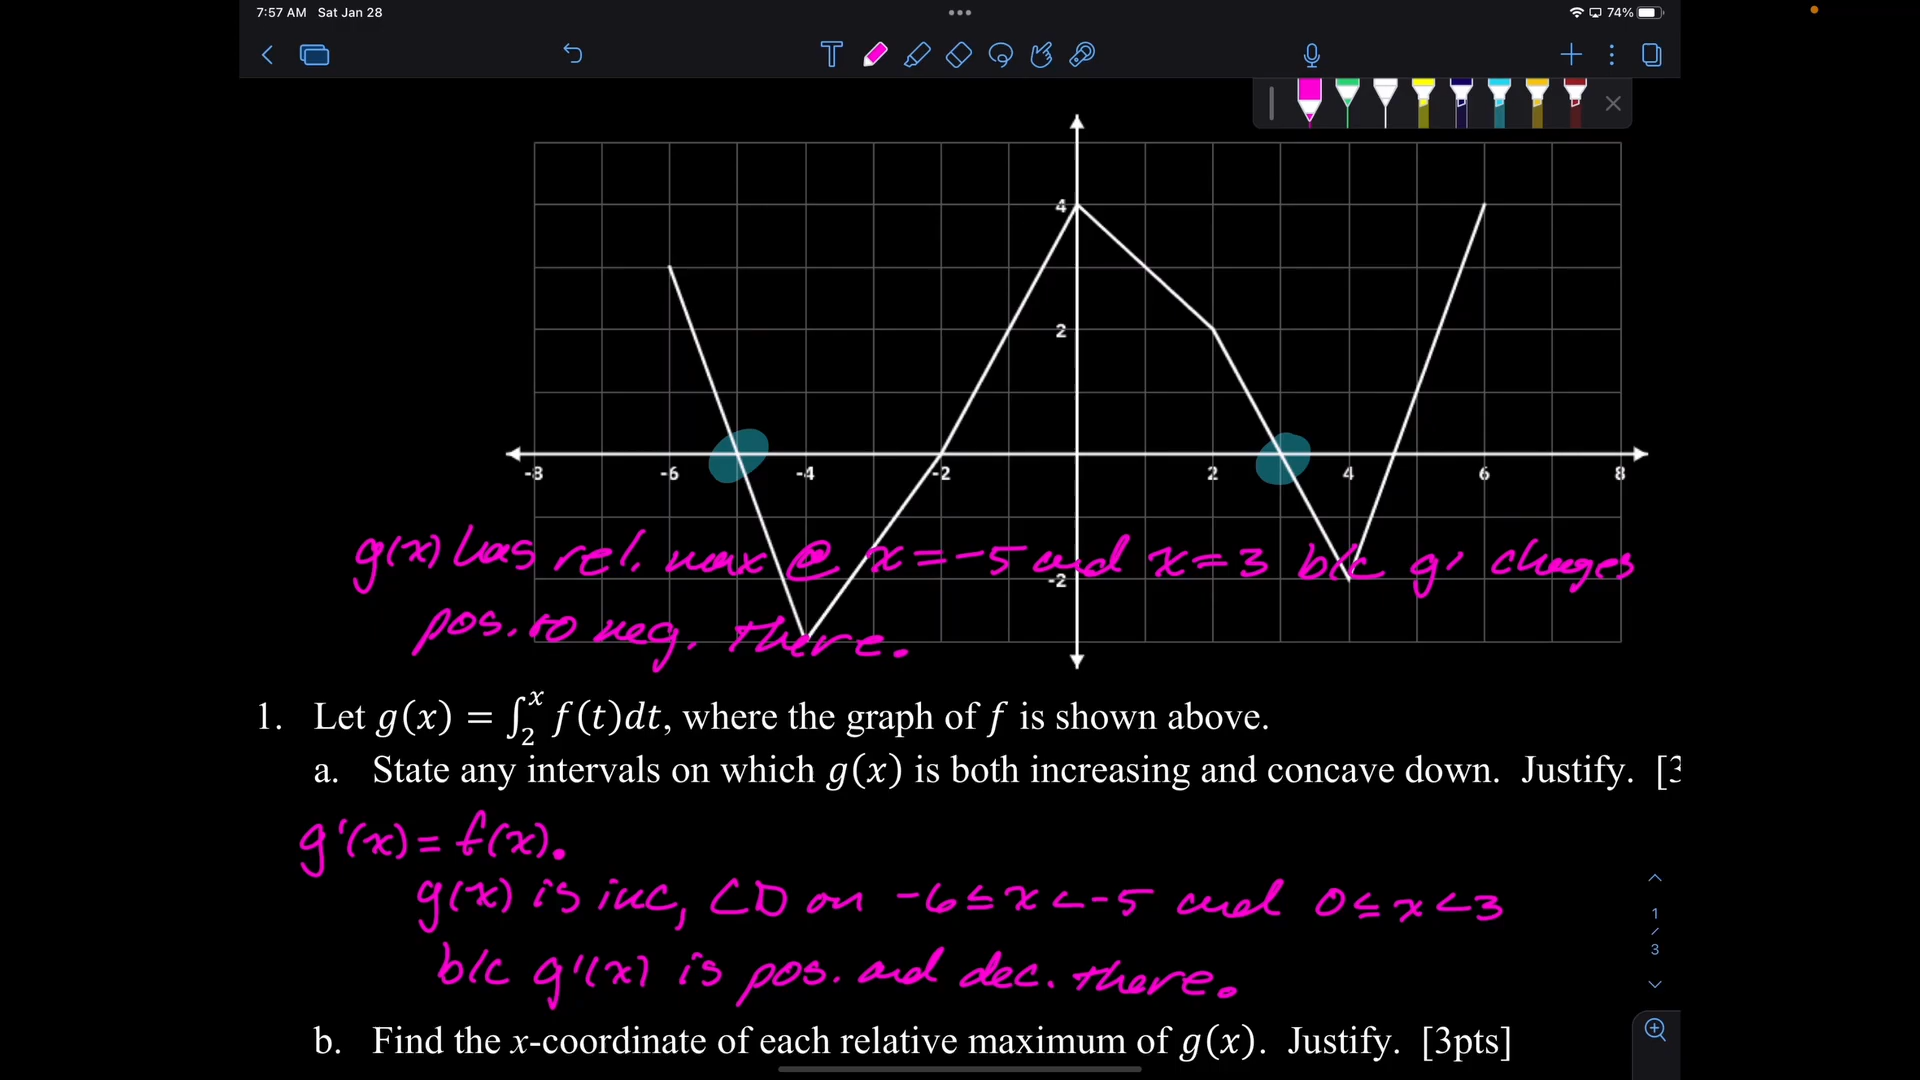 7:57 AM Sat Jan 28
74%
T
4
2
-8 -6 -4 -2 2 4 6 8
-2
g(x) has rel. max @ x = -5 and x = 3 b/c g' changes
pos. to neg. there.
1. Let g(x) = ∫₂ˣ f(t)dt, where the graph of f is shown above.
a. State any intervals on which g(x) is both increasing and concave down. Justify. [3
g'(x) = f(x).
g(x) is inc, CD on -6 ≤ x < -5 and 0 ≤ x < 3
b/c g'(x) is pos. and dec. there.
1
/
3
b. Find the x-coordinate of each relative maximum of g(x). Justify. [3pts]